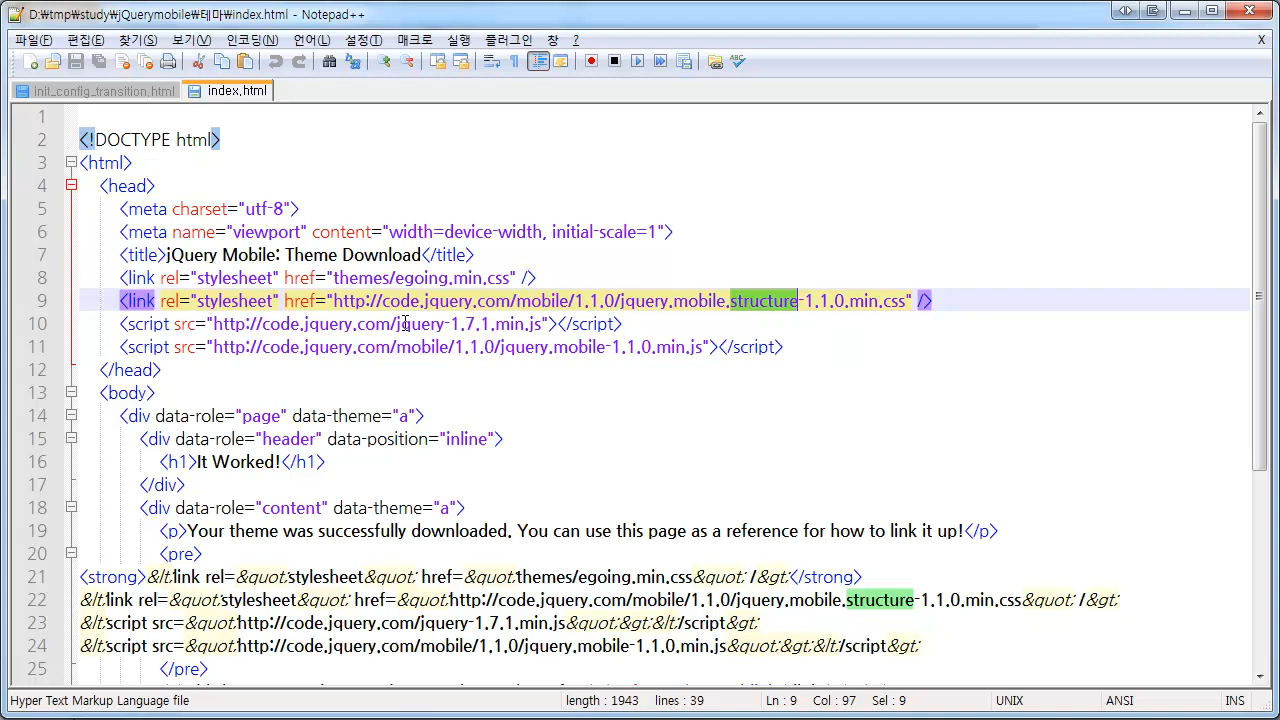 D:\tmp\study\jQuerymobile\테마\index.html - Notepad++
파일(F) 편집(E) 찾기(S) 보기(V) 인코딩(N) 언어(L) 설정(T) 매크로 실행 플러그인 창 ? X
init_config_transition.html index.html
1
2 <!DOCTYPE html>
3 <html>
4 <head>
5 <meta charset="utf-8">
6 <meta name="viewport" content="width=device-width, initial-scale=1">
7 <title>jQuery Mobile: Theme Download</title>
8 <link rel="stylesheet" href="themes/egoing.min.css" />
9 <link rel="stylesheet" href="http://code.jquery.com/mobile/1.1.0/jquery.mobile.structure-1.1.0.min.css" />
10 <script src="http://code.jquery.com/jquery-1.7.1.min.js"></script>
11 <script src="http://code.jquery.com/mobile/1.1.0/jquery.mobile-1.1.0.min.js"></script>
12 </head>
13 <body>
14 <div data-role="page" data-theme="a">
15 <div data-role="header" data-position="inline">
16 <h1>It Worked!</h1>
17 </div>
18 <div data-role="content" data-theme="a">
19 <p>Your theme was successfully downloaded. You can use this page as a reference for how to link it up!</p>
20 <pre>
21 <strong>&lt;link rel=&quot;stylesheet&quot; href=&quot;themes/egoing.min.css&quot; /&gt;</strong>
22 &lt;link rel=&quot;stylesheet&quot; href=&quot;http://code.jquery.com/mobile/1.1.0/jquery.mobile.structure-1.1.0.min.css&quot; /&gt;
23 &lt;script src=&quot;http://code.jquery.com/jquery-1.7.1.min.js&quot;&gt;&lt;/script&gt;
24 &lt;script src=&quot;http://code.jquery.com/mobile/1.1.0/jquery.mobile-1.1.0.min.js&quot;&gt;&lt;/script&gt;
25 </pre>
Hyper Text Markup Language file length : 1943 lines : 39 Ln : 9 Col : 97 Sel : 9 UNIX ANSI INS